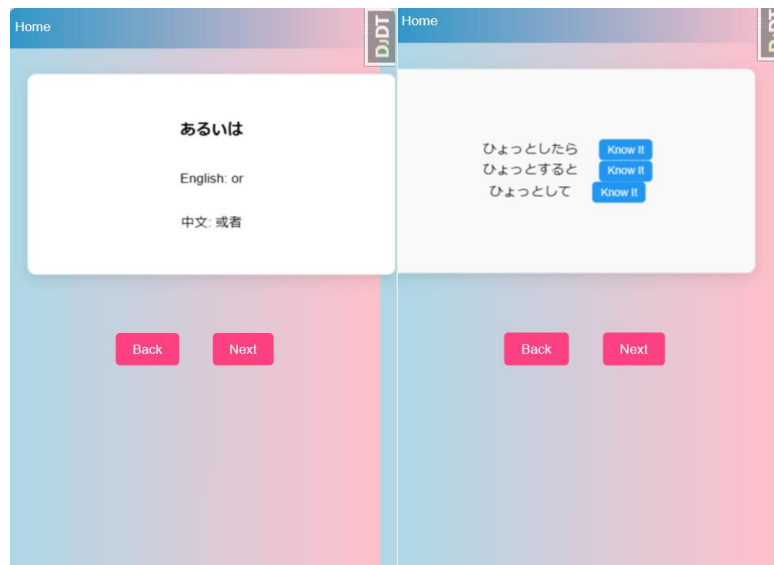 Home
DJDT
あるいは
English: or
中文: 或者
Back Next
Home
ひょっとしたら Know It
ひょっとすると Know It
ひょっとして Know It
Back Next